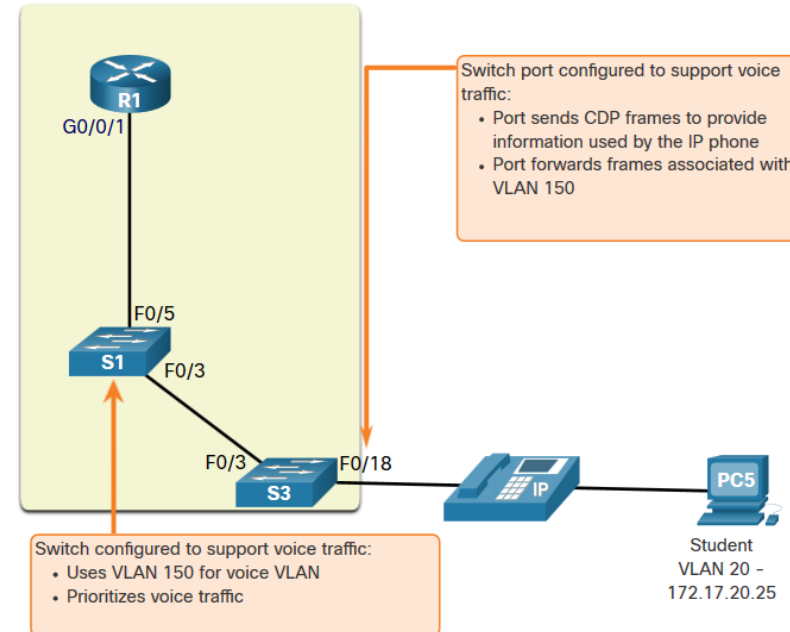 Switch port configured to support voice
traffic:
• Port sends CDP frames to provide
information used by the IP phone
• Port forwards frames associated with
VLAN 150
R1
G0/0/1
F0/5
S1
F0/3
F0/3
F0/18
S3
IP
PC5
Student
VLAN 20 -
172.17.20.25
Switch configured to support voice traffic:
• Uses VLAN 150 for voice VLAN
• Prioritizes voice traffic